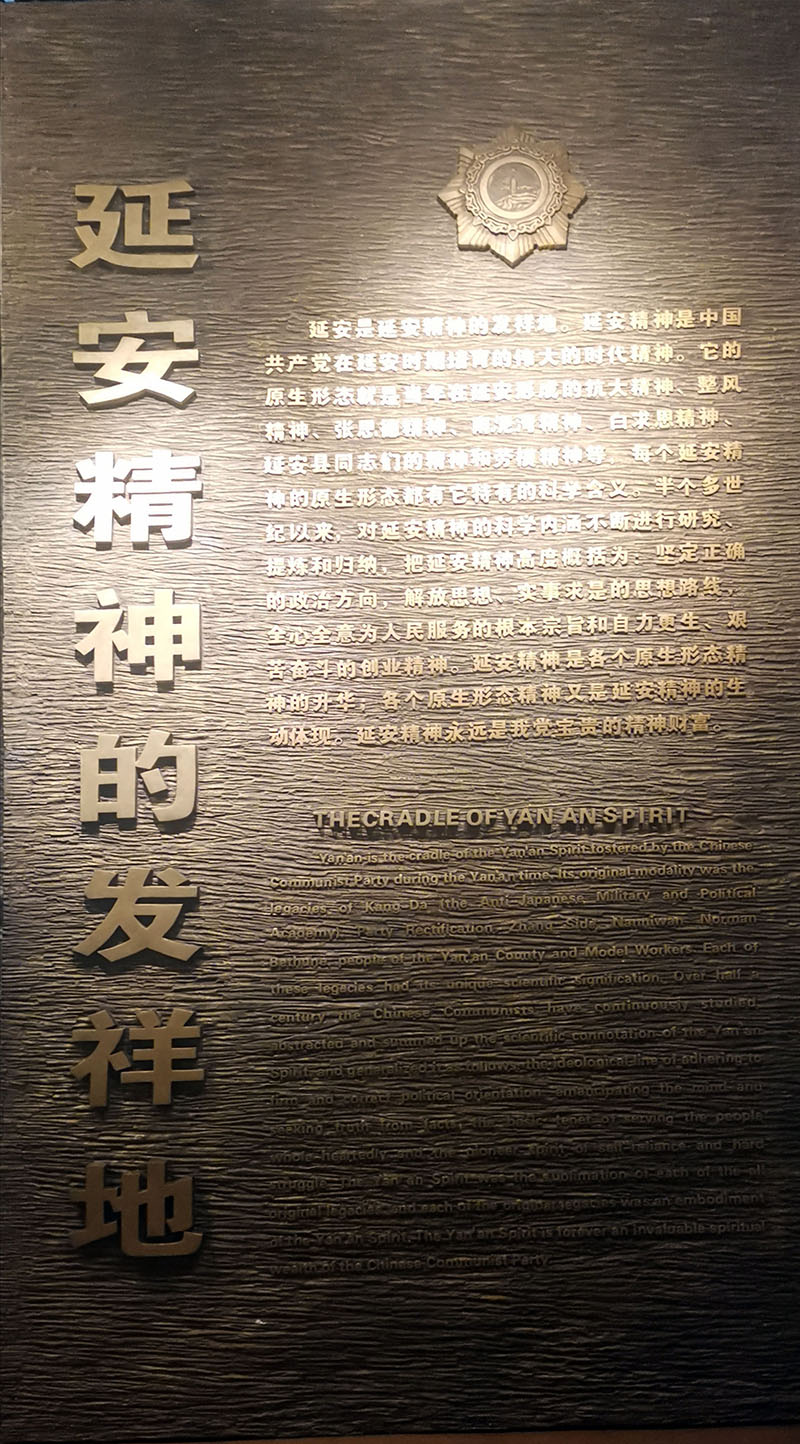 延安精神的发祥地
延安是延安精神的发祥地。延安精神是中国
共产党在延安时期培育的伟大的时代精神。它的
原生形态就是当年在延安形成的抗大精神、整风
精神、张思德精神、南泥湾精神、白求恩精神、
延安县同志们的精神和劳模精神等。每个延安精
神的原生形态都有它特有的科学含义。半个多世
纪以来，对延安精神的科学内涵不断进行研究、
提炼和归纳，把延安精神高度概括为：坚定正确
的政治方向，解放思想、实事求是的思想路线，
全心全意为人民服务的根本宗旨和自力更生、艰
苦奋斗的创业精神。延安精神是各个原生形态精
神的升华，各个原生形态精神又是延安精神的生
动体现。延安精神永远是我党宝贵的精神财富。
THE CRADLE OF YAN AN SPIRIT
Yan'an is the cradle of the Yan'an Spirit fostered by the Chinese
Communist Party during the Yan'an time. Its original modality was the
legacies of Kang Da (the Anti Japanese Military and Political
Academy), Party Rectification, Zhang Side, Nanniwan Norman
Bethune, people of the Yan'an County and Model Workers. Each of
these legacies had its unique scientific signification. Over half a
century the Chinese Communists have continuously studied,
abstracted and summed up the scientific connotation of the Yan'an
Spirit and generalized it as follows: the ideological line of adhering to
firm and correct political orientation, emancipating the mind and
seeking truth from facts, the basic tenet of serving the people
whole-heartedly and the pioneer spirit of self-reliance and hard
struggle. The Yan'an Spirit was the sublimation of each of the all
original legacies, and each of the original legacies was an embodiment
of the Yan'an Spirit. The Yan'an Spirit is forever an invaluable spiritual
wealth of the Chinese Communist Party.